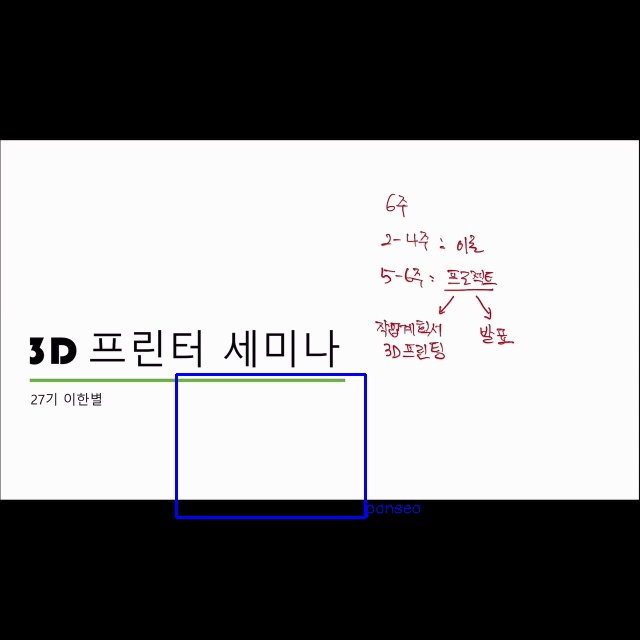 3D 프린터 세미나
27기 이한별
6주
2-4주 : 이론
5-6주 : 프로젝트
작업계획서
3D프린팅
발표
panseo